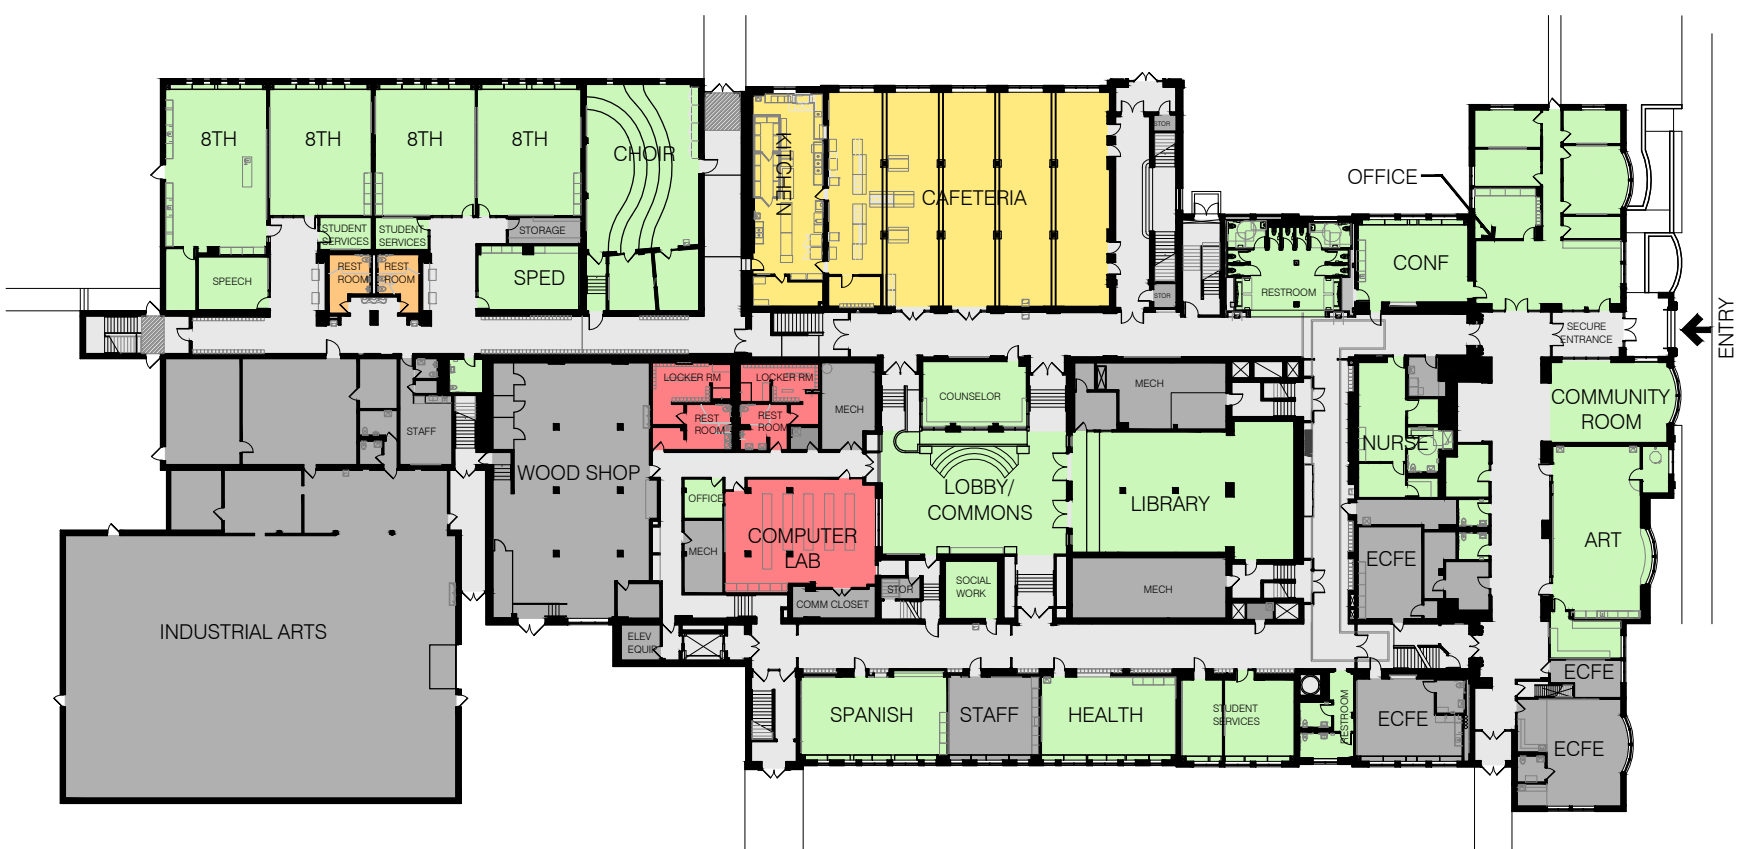 8TH
8TH
8TH
8TH
CHOIR
KITCHEN
CAFETERIA
STOR
OFFICE
STUDENT
SERVICES
STUDENT
SERVICES
STORAGE
SPEECH
REST
ROOM
REST
ROOM
SPED
STOR
RESTROOM
CONF
SECURE
ENTRANCE
ENTRY
LOCKER RM
LOCKER RM
REST
ROOM
REST
ROOM
MECH
COUNSELOR
MECH
COMMUNITY
ROOM
STAFF
WOOD SHOP
NURSE
OFFICE
LOBBY/
COMMONS
LIBRARY
COMPUTER
LAB
MECH
ECFE
ART
SOCIAL
WORK
STOR
MECH
COMM CLOSET
INDUSTRIAL ARTS
ELEV
EQUIP
ECFE
SPANISH
STAFF
HEALTH
STUDENT
SERVICES
RESTROOM
ECFE
ECFE